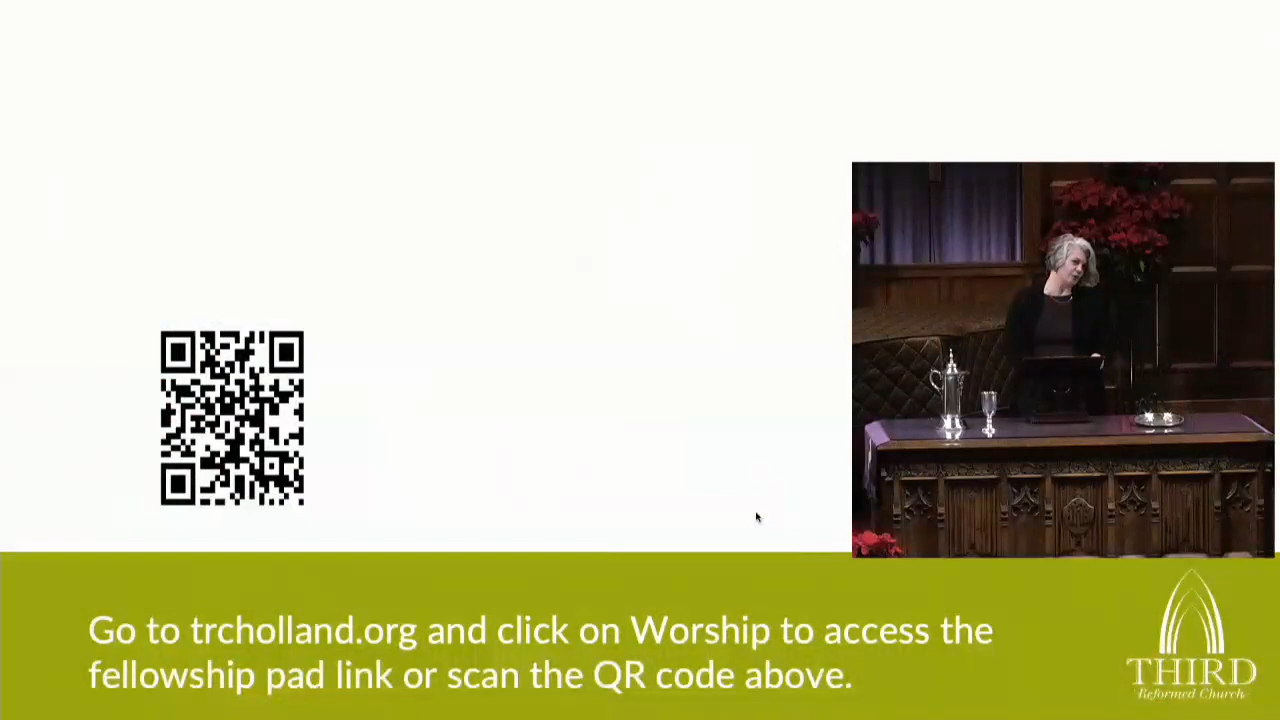 Go to trcholland.org and click on Worship to access the
fellowship pad link or scan the QR code above.
THIRD
Reformed Church